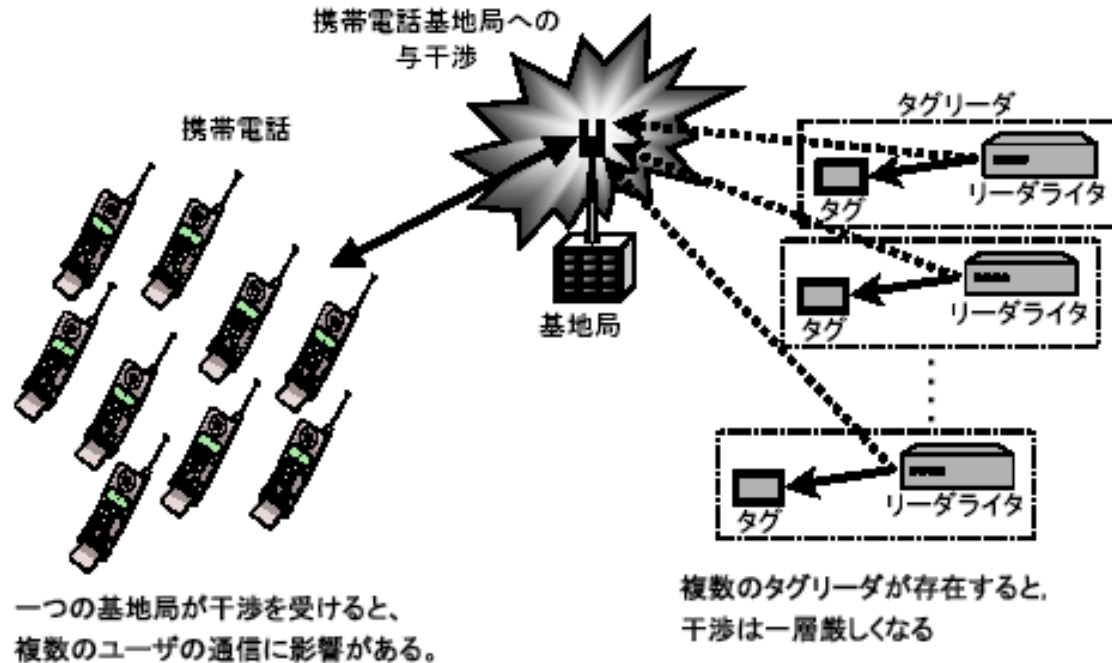 携帯電話基地局への
与干渉
携帯電話
タグリーダ
タグ
リーダライタ
タグ
リーダライタ
基地局
タグ
リーダライタ
一つの基地局が干渉を受けると、
複数のユーザの通信に影響がある。
複数のタグリーダが存在すると,
干渉は一層厳しくなる